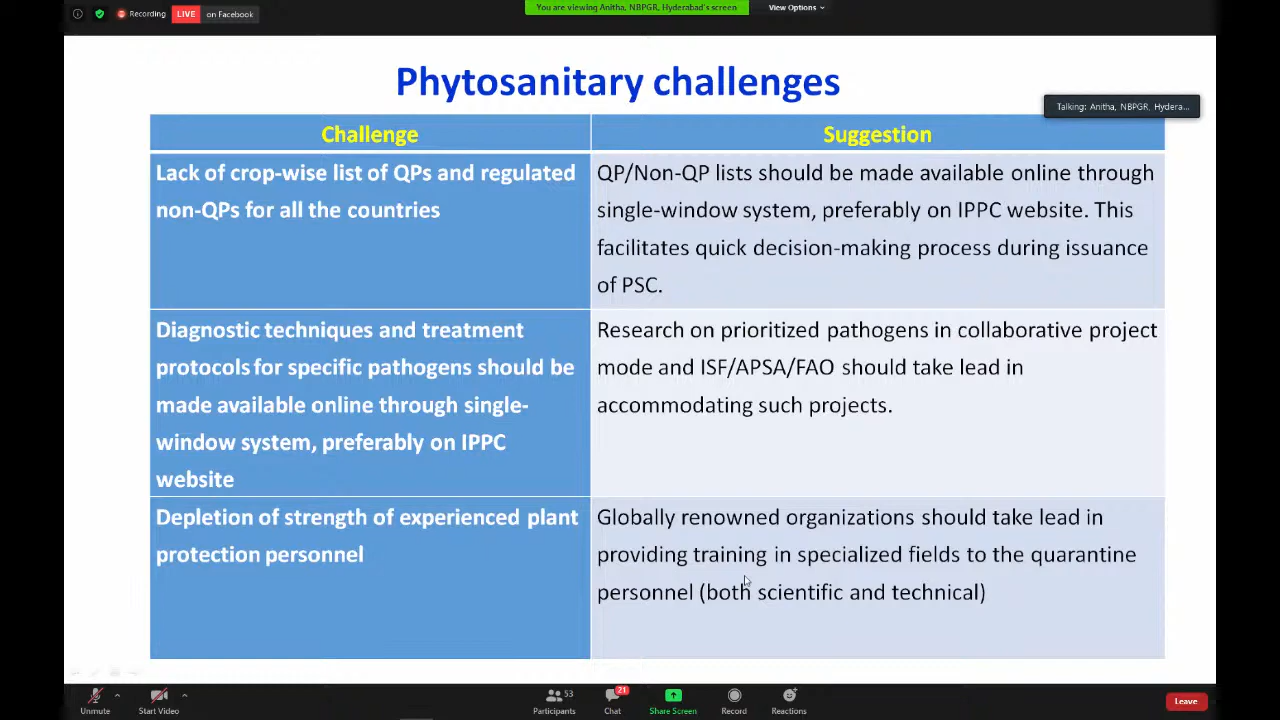 Recording
LIVE
on Facebook
You are viewing Anitha, NBPGR, Hyderabad's screen
View Options
Phytosanitary challenges
Talking: Anitha, NBPGR, Hydera...
Challenge
Suggestion
Lack of crop-wise list of QPs and regulated
non-QPs for all the countries
QP/Non-QP lists should be made available online through
single-window system, preferably on IPPC website. This
facilitates quick decision-making process during issuance
of PSC.
Diagnostic techniques and treatment
protocols for specific pathogens should be
made available online through single-
window system, preferably on IPPC
website
Research on prioritized pathogens in collaborative project
mode and ISF/APSA/FAO should take lead in
accommodating such projects.
Depletion of strength of experienced plant
protection personnel
Globally renowned organizations should take lead in
providing training in specialized fields to the quarantine
personnel (both scientific and technical)
Unmute
Start Video
53
Participants
21
Chat
Share Screen
Record
Reactions
Leave